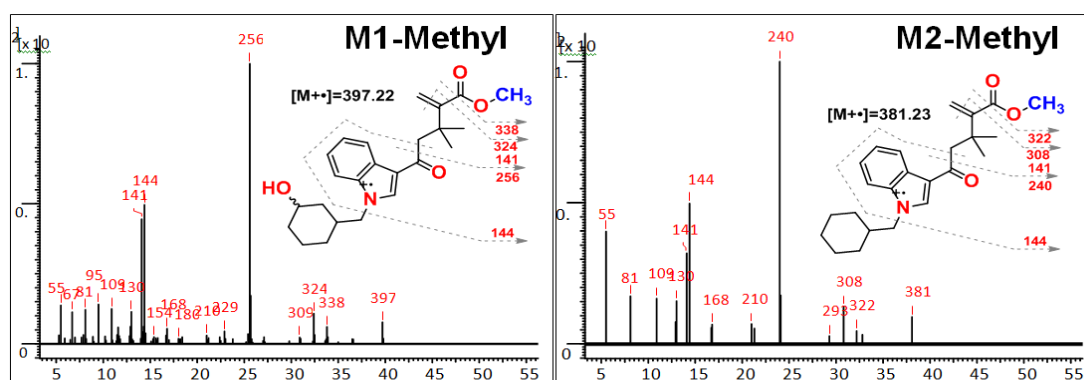 M1-Methyl
1x10
1.
0.
256
[M+•]=397.22
O
O
CH3
338
324
141
256
O
+•
N
HO
144
144
141
55
67
81
95
109
130
154
168
180
210
229
309
324
338
397
5 10 15 20 25 30 35 40 45 50 55
M2-Methyl
1x10
1.
0.
240
[M+•]=381.23
O
O
CH3
322
308
141
240
O
+•
N
144
144
141
55
81
109
130
168
210
293
308
322
381
5 10 15 20 25 30 35 40 45 50 55